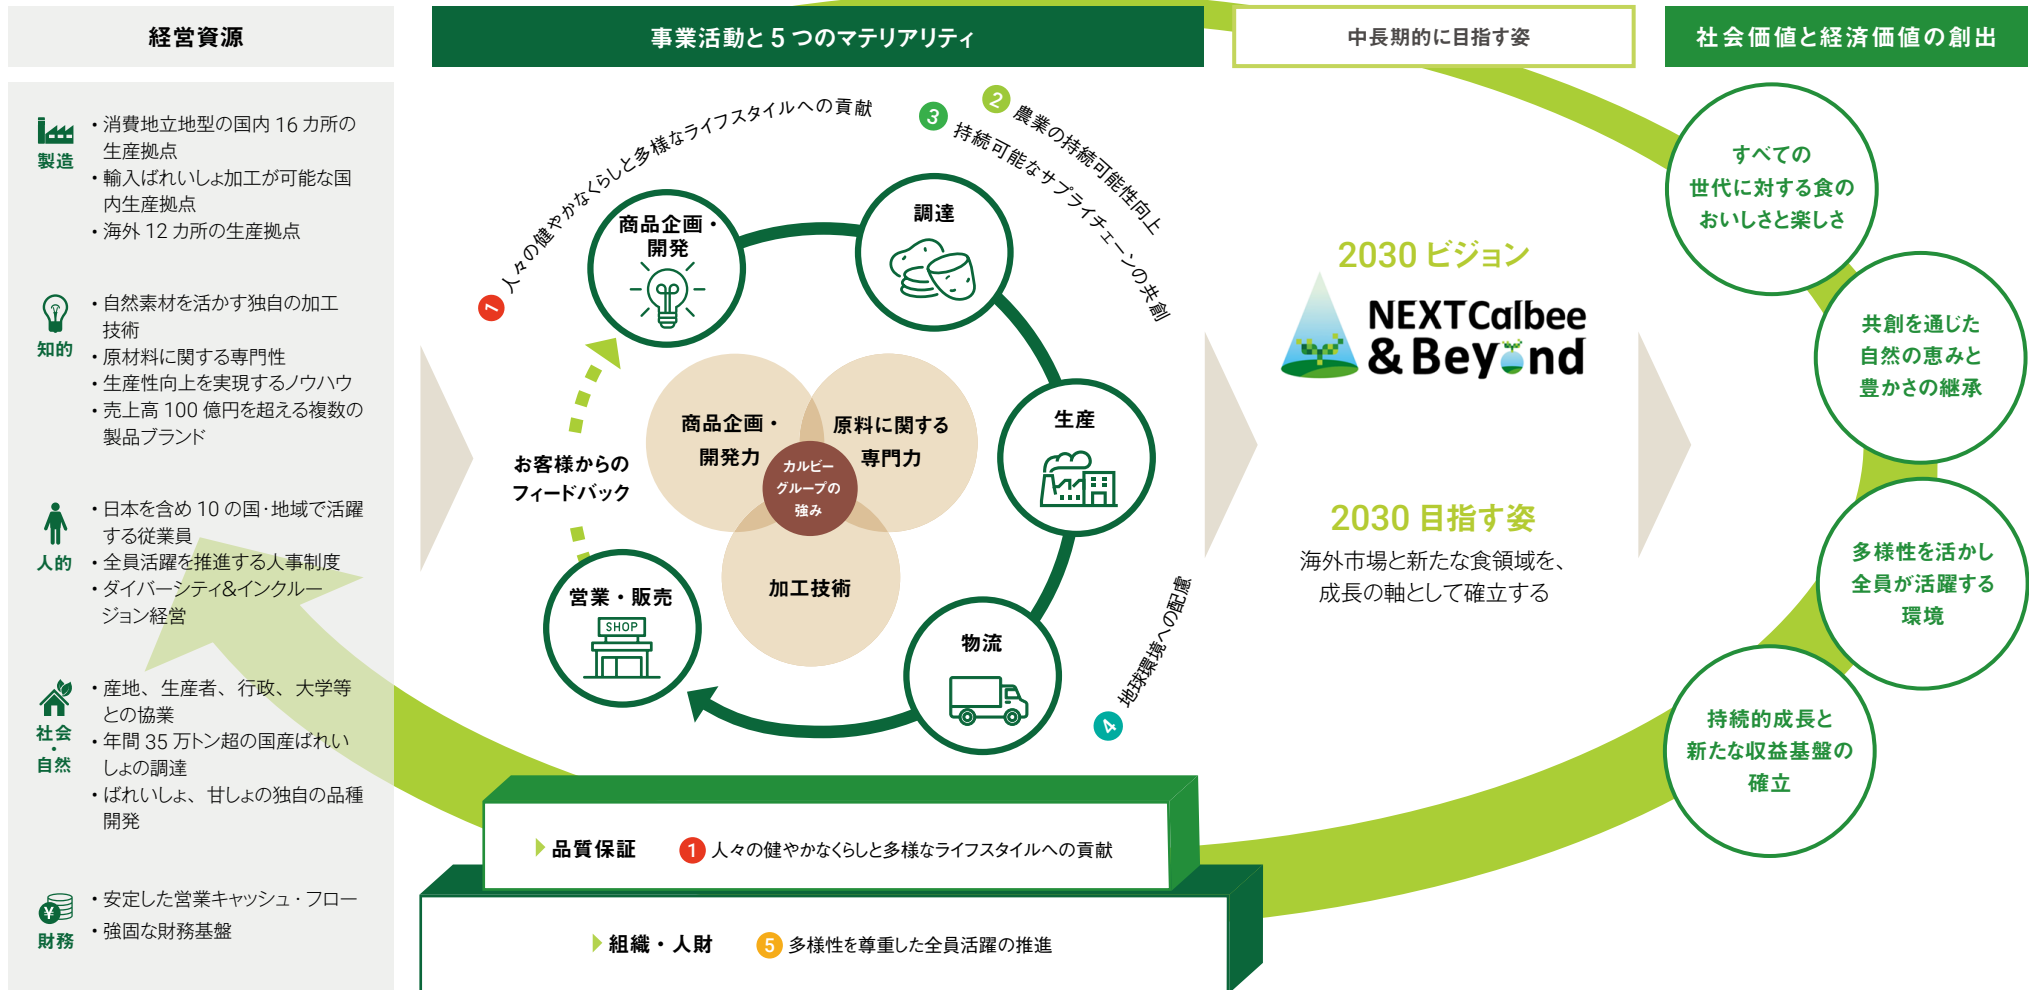 経営資源
事業活動と5つのマテリアリティ
中長期的に目指す姿
社会価値と経済価値の創出
製造
・消費地立地型の国内 16 カ所の
生産拠点
・輸入ばれいしょ加工が可能な国
内生産拠点
・海外 12 カ所の生産拠点
知的
・自然素材を活かす独自の加工
技術
・原材料に関する専門性
・生産性向上を実現するノウハウ
・売上高 100 億円を超える複数の
製品ブランド
人的
・日本を含め 10 の国・地域で活躍
する従業員
・全員活躍を推進する人事制度
・ダイバーシティ&インクルー
ジョン経営
社会
・
自然
・産地、生産者、行政、大学等
との協業
・年間 35 万トン超の国産ばれい
しょの調達
・ばれいしょ、甘しょの独自の品種
開発
¥
財務
・安定した営業キャッシュ・フロー
・強固な財務基盤
1 人々の健やかなくらしと多様なライフスタイルへの貢献
2 農業の持続可能性向上
3 持続可能なサプライチェーンの共創
4 地球環境への配慮
商品企画・
開発
調達
生産
物流
営業・販売
SHOP
お客様からの
フィードバック
商品企画・
開発力
原料に関する
専門力
加工技術
カルビー
グループの
強み
品質保証 1 人々の健やかなくらしと多様なライフスタイルへの貢献
組織・人財 5 多様性を尊重した全員活躍の推進
2030 ビジョン
NEXT Calbee
& Beyond
2030 目指す姿
海外市場と新たな食領域を、
成長の軸として確立する
すべての
世代に対する食の
おいしさと楽しさ
共創を通じた
自然の恵みと
豊かさの継承
多様性を活かし
全員が活躍する
環境
持続的成長と
新たな収益基盤の
確立